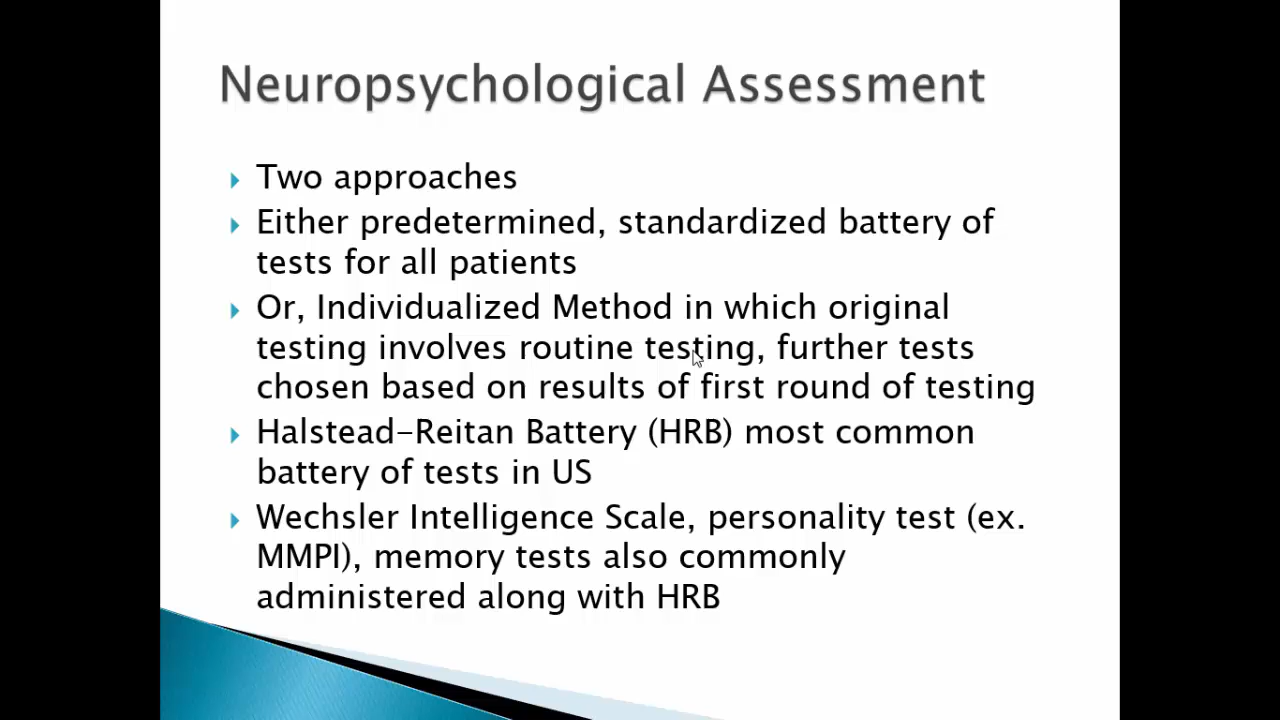 Neuropsychological Assessment
Two approaches
Either predetermined, standardized battery of
tests for all patients
Or, Individualized Method in which original
testing involves routine testing, further tests
chosen based on results of first round of testing
Halstead-Reitan Battery (HRB) most common
battery of tests in US
Wechsler Intelligence Scale, personality test (ex.
MMPI), memory tests also commonly
administered along with HRB